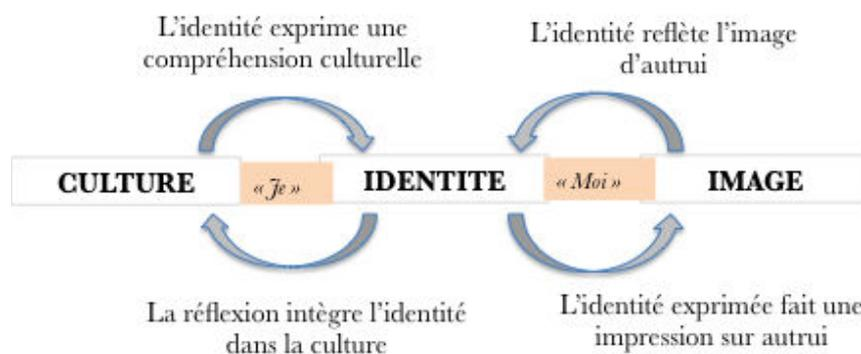 L’identité exprime une
compréhension culturelle
L’identité reflète l’image
d’autrui
CULTURE
« Je »
IDENTITE
« Moi »
IMAGE
La réflexion intègre l’identité
dans la culture
L’identité exprimée fait une
impression sur autrui